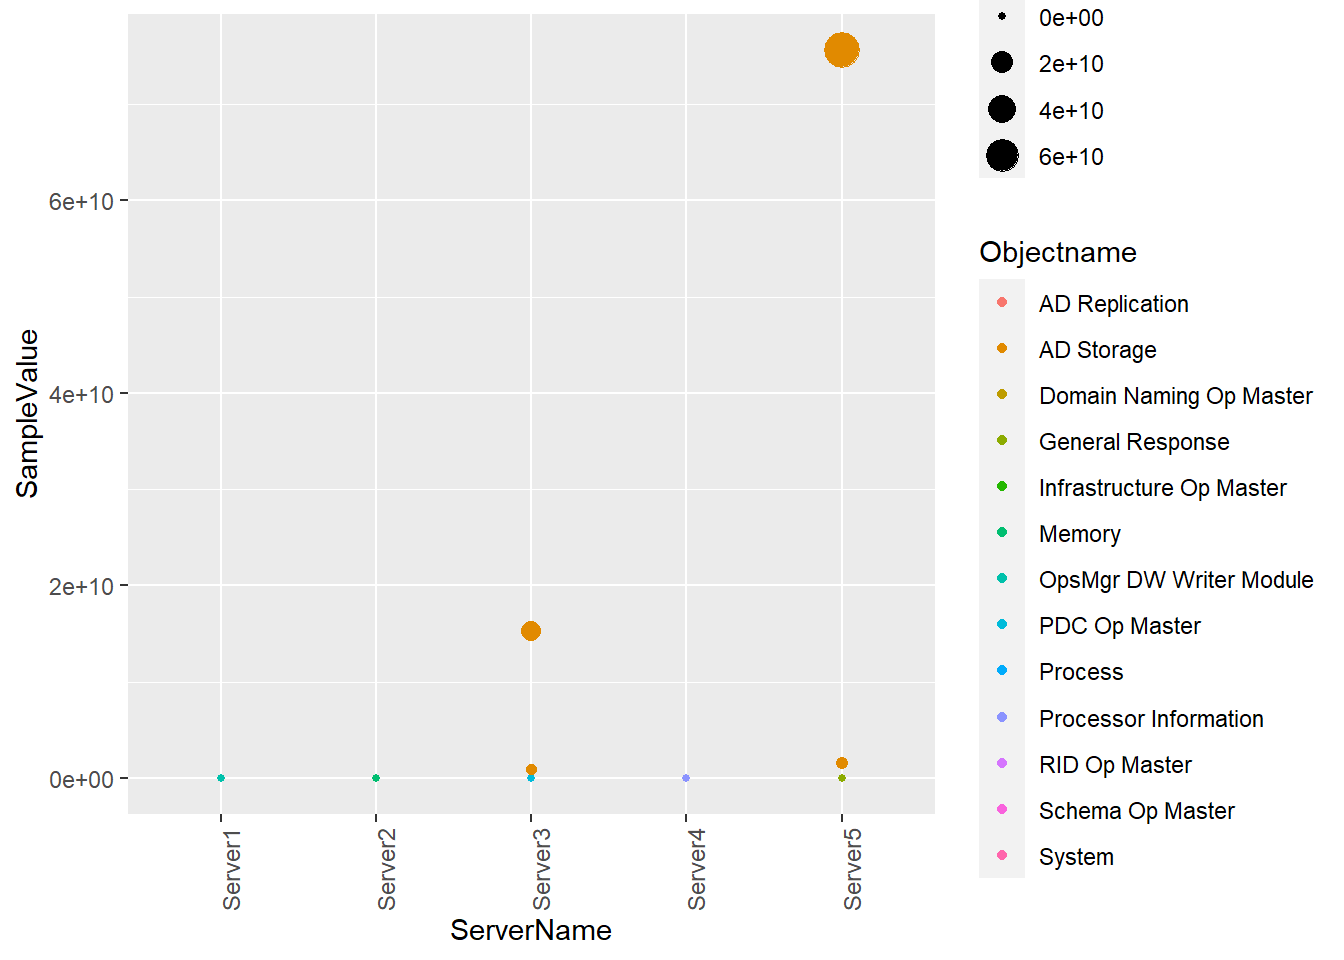 0e+00
2e+10
4e+10
6e+10
Objectname
AD Replication
AD Storage
Domain Naming Op Master
General Response
Infrastructure Op Master
Memory
OpsMgr DW Writer Module
PDC Op Master
Process
Processor Information
RID Op Master
Schema Op Master
System
SampleValue
6e+10
4e+10
2e+10
0e+00
Server1
Server2
Server3
Server4
Server5
ServerName